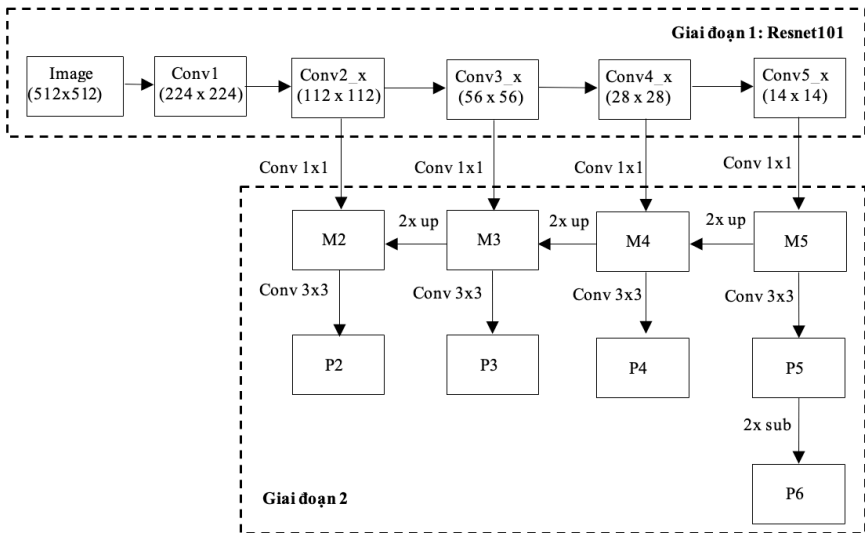 Giai đoạn 1: Resnet101
Image
(512x512)
Conv1
(224 x 224)
Conv2_x
(112 x 112)
Conv3_x
(56 x 56)
Conv4_x
(28 x 28)
Conv5_x
(14 x 14)
Conv 1x1
Conv 1x1
Conv 1x1
Conv 1x1
M2
2x up
M3
2x up
M4
2x up
M5
Conv 3x3
Conv 3x3
Conv 3x3
Conv 3x3
P2
P3
P4
P5
2x sub
Giai đoạn 2
P6